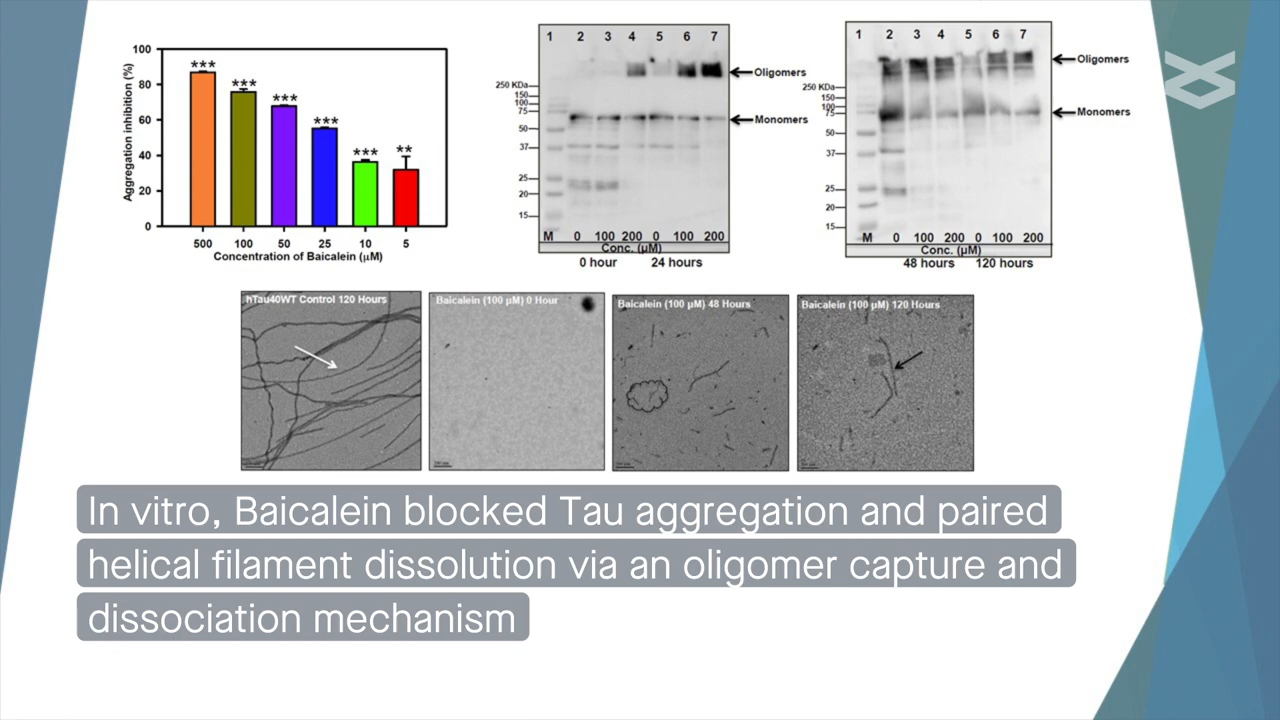 100
80
60
40
20
0
Aggregation inhibition (%)
***
***
***
***
***
**
500 100 50 25 10 5
Concentration of Baicalein (µM)
1 2 3 4 5 6 7
250 KDa
150
100
75
50
37
25
20
15
Oligomers
Monomers
M 0 100 200 0 100 200
Conc. (µM)
0 hour 24 hours
1 2 3 4 5 6 7
250 KDa
150
100
75
50
37
25
20
15
Oligomers
Monomers
M 0 100 200 0 100 200
Conc. (µM)
48 hours 120 hours
hTau40WT Control 120 Hours
Baicalein (100 µM) 0 Hour
Baicalein (100 µM) 48 Hours
Baicalein (100 µM) 120 Hours
In vitro, Baicalein blocked Tau aggregation and paired
helical filament dissolution via an oligomer capture and
dissociation mechanism